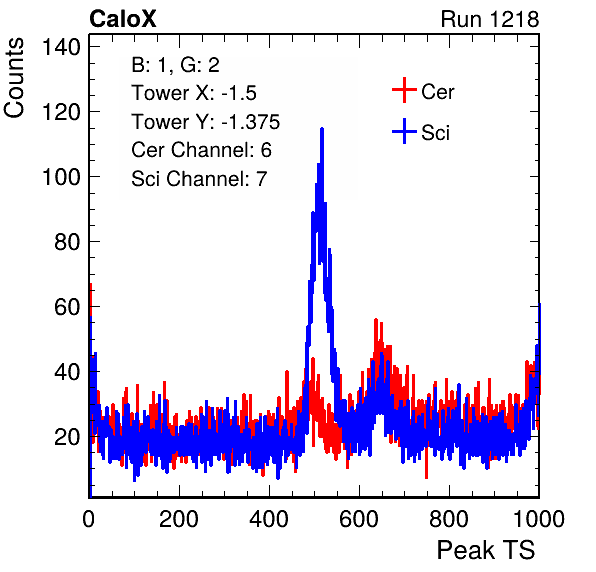 CaloX Run 1218
Counts
140
120
100
80
60
40
20
B: 1, G: 2
Tower X: -1.5
Tower Y: -1.375
Cer Channel: 6
Sci Channel: 7
Cer
Sci
0 200 400 600 800 1000
Peak TS